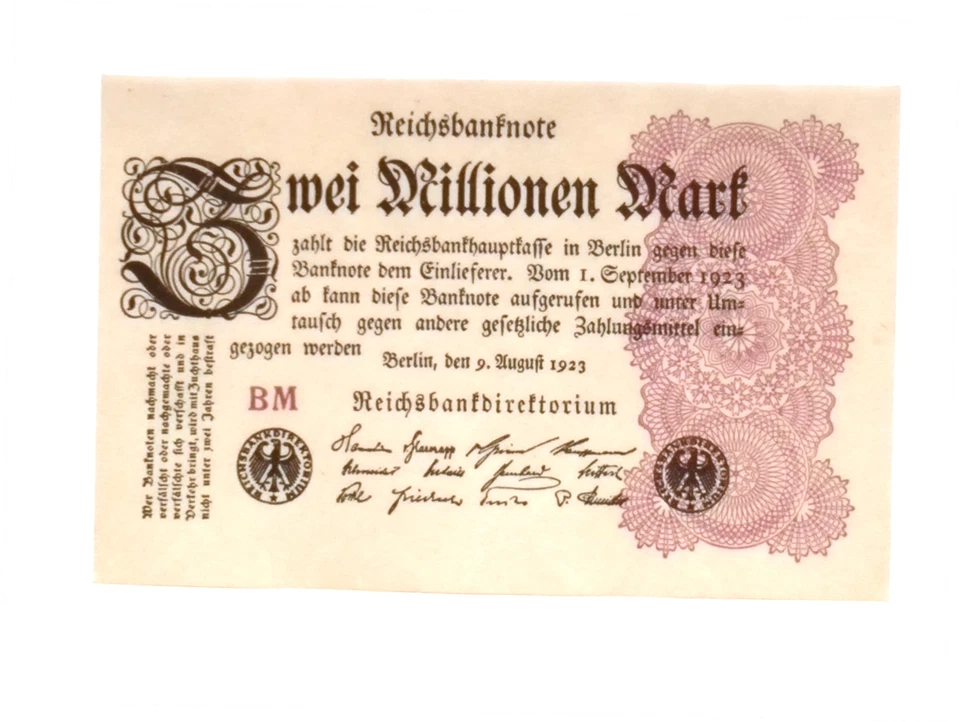 Reichsbanknote
Zwei Millionen Mark
zahlt die Reichsbankhauptkasse in Berlin gegen diese
Banknote dem Einlieferer. Vom 1. September 1923
ab kann diese Banknote aufgerufen und unter Um=
tausch gegen andere gesetzliche Zahlungsmittel ein=
gezogen werden
Berlin, den 9. August 1923
BM
Reichsbankdirektorium
REICHSBANKDIREKTORIUM
REICHSBANKDIREKTORIUM
Wer Banknoten nachmacht oder
verfälscht oder nachgemachte oder
verfälschte sich verschafft und in
Verkehr bringt, wird mit Zuchthaus
nicht unter zwei Jahren bestraft